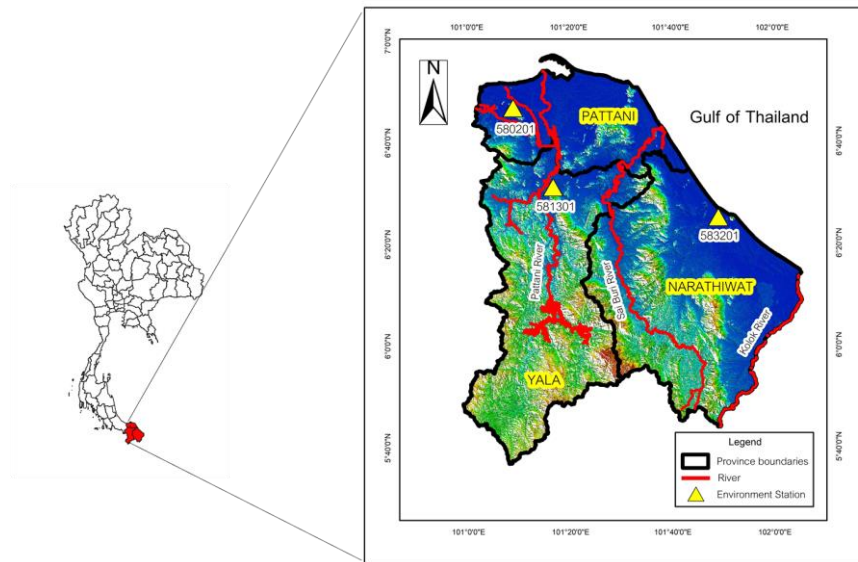 101°0'0"E
101°20'0"E
101°40'0"E
102°0'0"E
7°0'0"N
6°40'0"N
6°20'0"N
6°0'0"N
5°40'0"N
N
580201
PATTANI
Gulf of Thailand
581301
583201
Pattani River
Sai Buri River
NARATHIWAT
Kolok River
YALA
Legend
Province boundaries
River
Environment Station
6°40'0"N
6°20'0"N
6°0'0"N
5°40'0"N
101°0'0"E
101°20'0"E
101°40'0"E
102°0'0"E